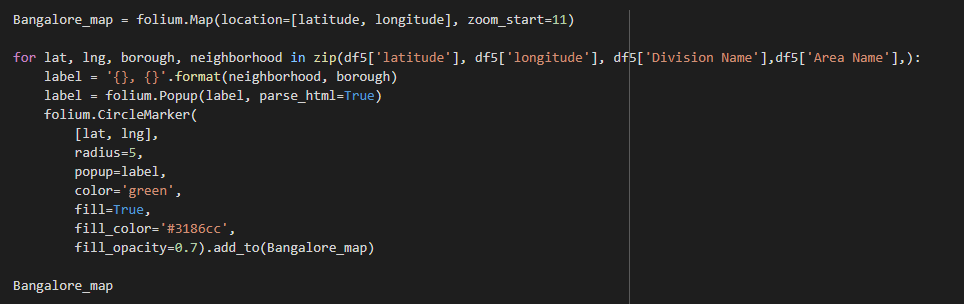 Bangalore_map = folium.Map(location=[latitude, longitude], zoom_start=11)
for lat, lng, borough, neighborhood in zip(df5['latitude'], df5['longitude'], df5['Division Name'],df5['Area Name'],):
label = '{}, {}'.format(neighborhood, borough)
label = folium.Popup(label, parse_html=True)
folium.CircleMarker(
[lat, lng],
radius=5,
popup=label,
color='green',
fill=True,
fill_color='#3186cc',
fill_opacity=0.7).add_to(Bangalore_map)
Bangalore_map